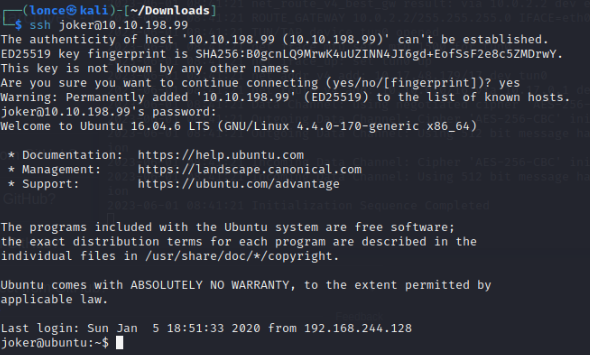 ┌──(lonce㉿kali)-[~/Downloads]
└─$ ssh joker@10.10.198.99
The authenticity of host '10.10.198.99 (10.10.198.99)' can't be established.
ED25519 key fingerprint is SHA256:B0gcnLQ9MrwK4uUZINN4JI6gd+EofSsF2e8c5ZMDrwY.
This key is not known by any other names.
Are you sure you want to continue connecting (yes/no/[fingerprint])? yes
Warning: Permanently added '10.10.198.99' (ED25519) to the list of known hosts.
joker@10.10.198.99's password:
Welcome to Ubuntu 16.04.6 LTS (GNU/Linux 4.4.0-170-generic x86_64)
* Documentation: https://help.ubuntu.com
* Management: https://landscape.canonical.com
* Support: https://ubuntu.com/advantage
The programs included with the Ubuntu system are free software;
the exact distribution terms for each program are described in the
individual files in /usr/share/doc/*/copyright.
Ubuntu comes with ABSOLUTELY NO WARRANTY, to the extent permitted by
applicable law.
Last login: Sun Jan  5 18:51:33 2020 from 192.168.244.128
joker@ubuntu:~$